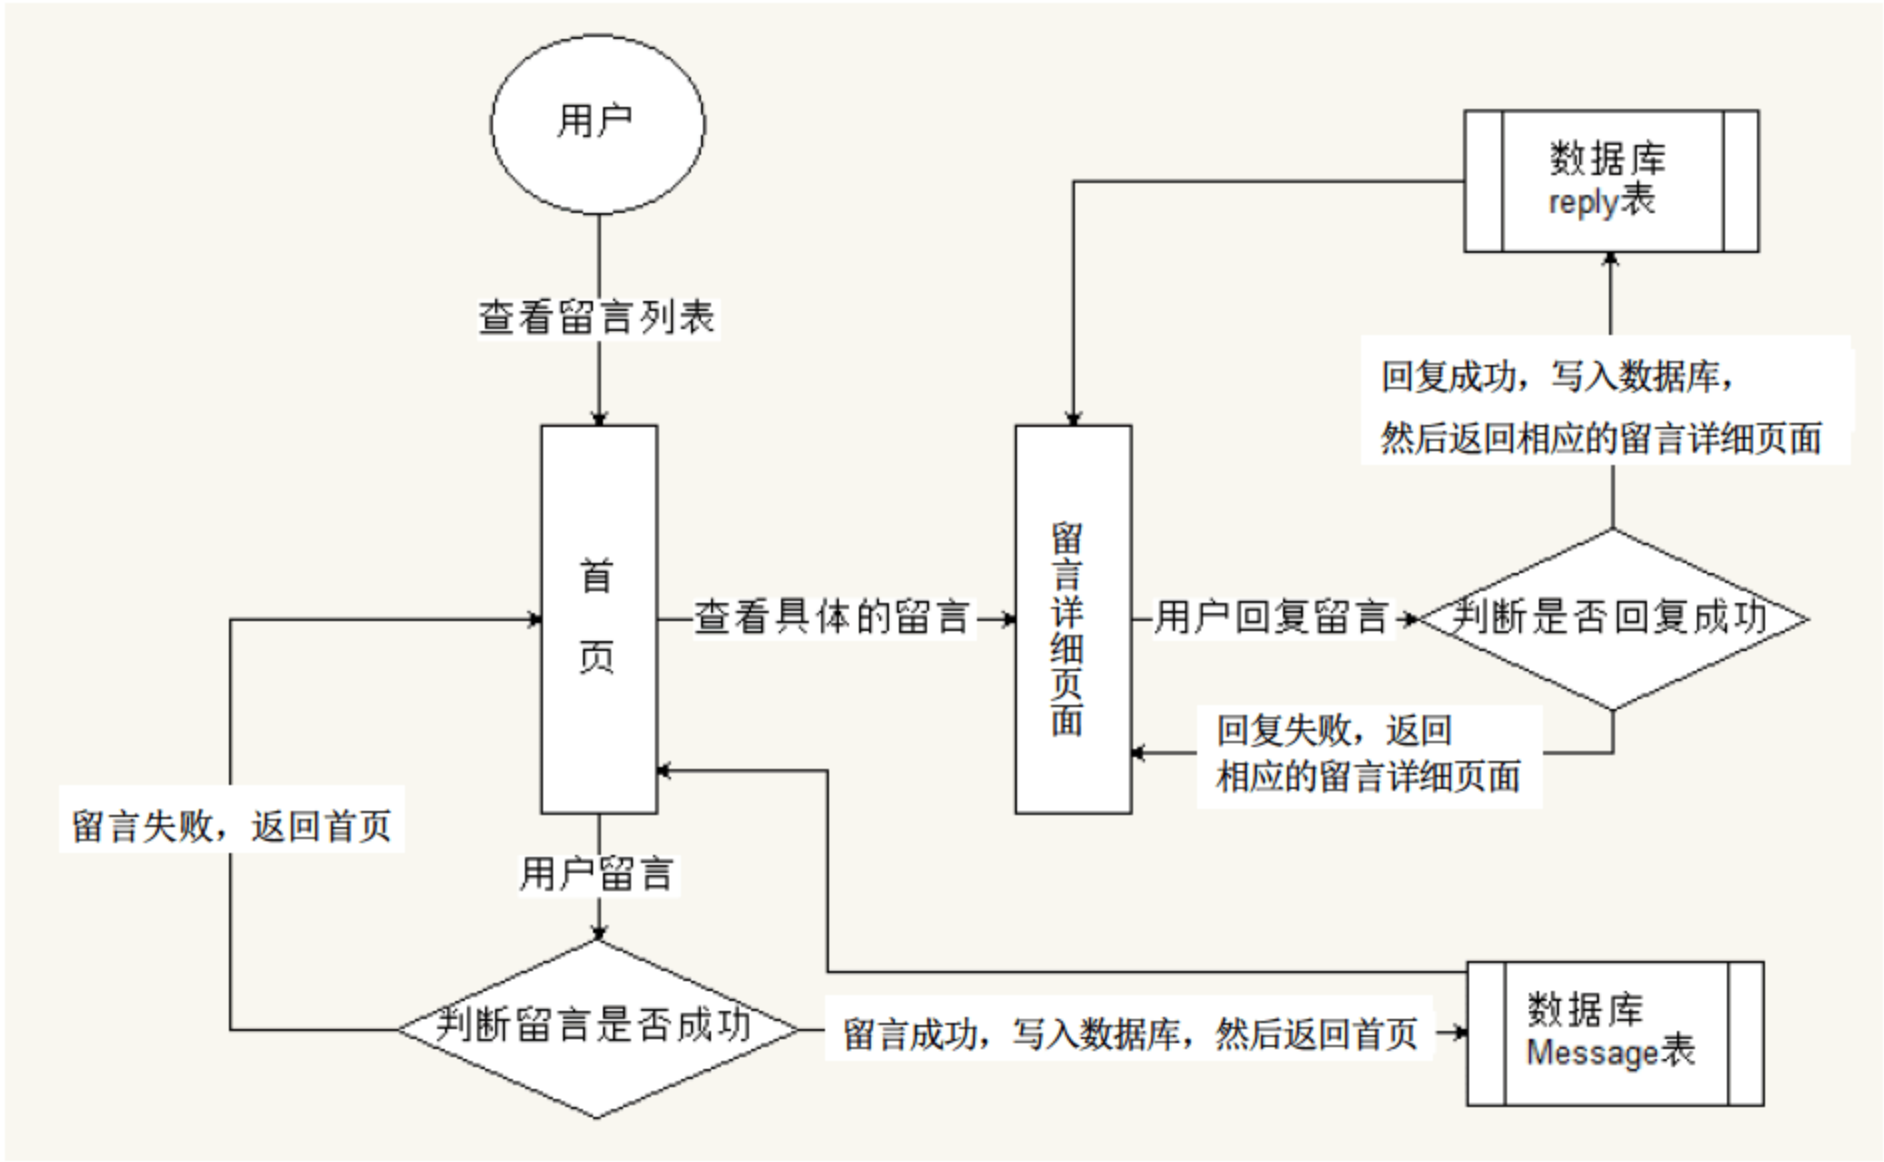 用户
数据库
reply表
查看留言列表
回复成功，写入数据库，
然后返回相应的留言详细页面
首
页
查看具体的留言
留言详细页面
用户回复留言
判断是否回复成功
回复失败，返回
相应的留言详细页面
留言失败，返回首页
用户留言
判断留言是否成功
留言成功，写入数据库，然后返回首页
数据库
Message表